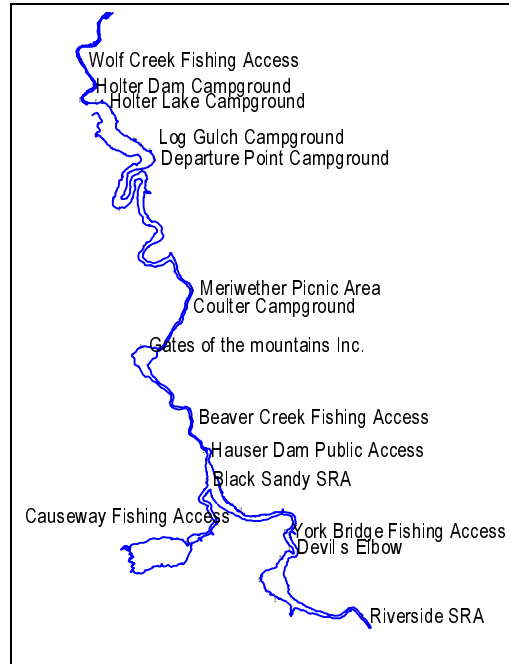 Wolf Creek Fishing Access
Holter Dam Campground
Holter Lake Campground
Log Gulch Campground
Departure Point Campground
Meriwether Picnic Area
Coulter Campground
Gates of the mountains Inc.
Beaver Creek Fishing Access
Hauser Dam Public Access
Black Sandy SRA
Causeway Fishing Access
York Bridge Fishing Access
Devil s Elbow
Riverside SRA